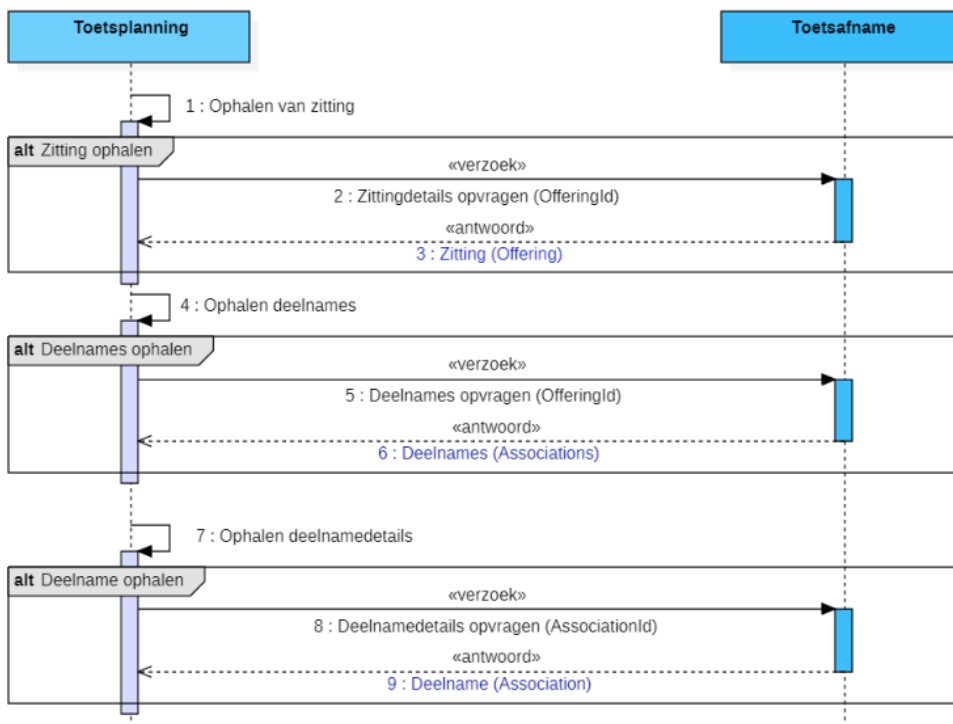 Toetsplanning
Toetsafname
1 : Ophalen van zitting
alt Zitting ophalen
«verzoek»
2 : Zittingdetails opvragen (OfferingId)
«antwoord»
3 : Zitting (Offering)
4 : Ophalen deelnames
alt Deelnames ophalen
«verzoek»
5 : Deelnames opvragen (OfferingId)
«antwoord»
6 : Deelnames (Associations)
7 : Ophalen deelnamedetails
alt Deelname ophalen
«verzoek»
8 : Deelnamedetails opvragen (AssociationId)
«antwoord»
9 : Deelname (Association)